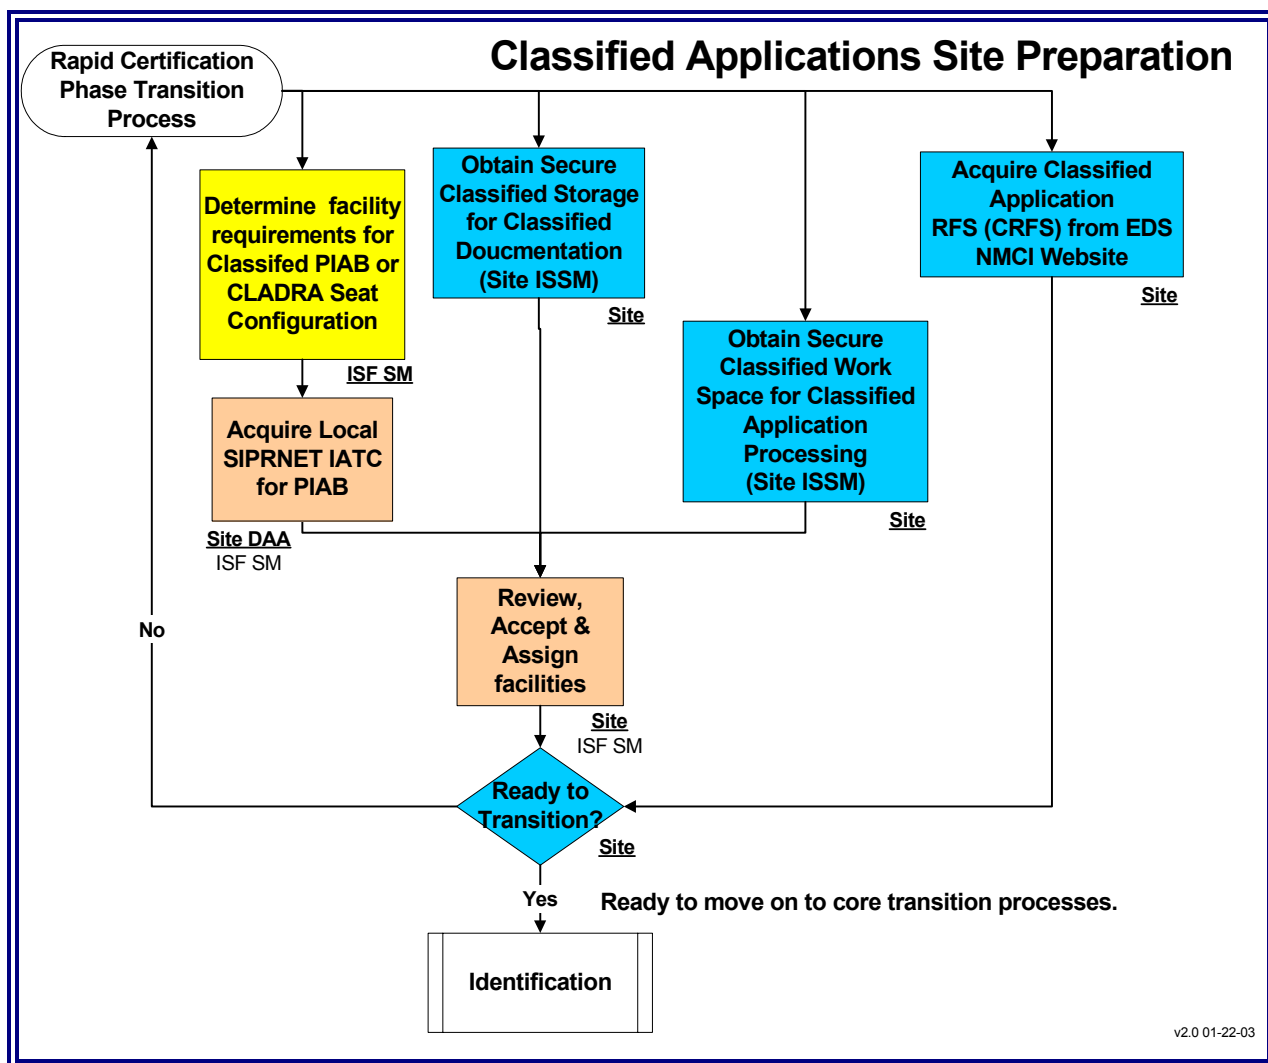 Classified Applications Site Preparation
Rapid Certification
Phase Transition
Process
Determine facility
requirements for
Classifed PIAB or
CLADRA Seat
Configuration
ISF SM
Obtain Secure
Classified Storage
for Classified
Doucmentation
(Site ISSM)
Site
Acquire Classified
Application
RFS (CRFS) from EDS
NMCI Website
Site
Obtain Secure
Classified Work
Space for Classified
Application
Processing
(Site ISSM)
Site
Acquire Local
SIPRNET IATC
for PIAB
Site DAA
ISF SM
Review,
Accept &
Assign
facilities
Site
ISF SM
No
Ready to
Transition?
Site
Yes
Ready to move on to core transition processes.
Identification
v2.0 01-22-03